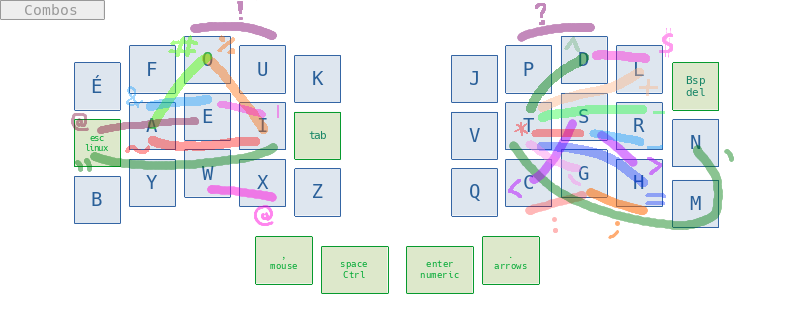 Combos
! ?
# % ^ $
É F O U K J P D L Bsp del
& +
@ esc linux A E I | tab V T * S R - N
~ " `
B Y W X Z Q C G H M
< > =
@ : ;
, mouse space Ctrl enter numeric . arrows